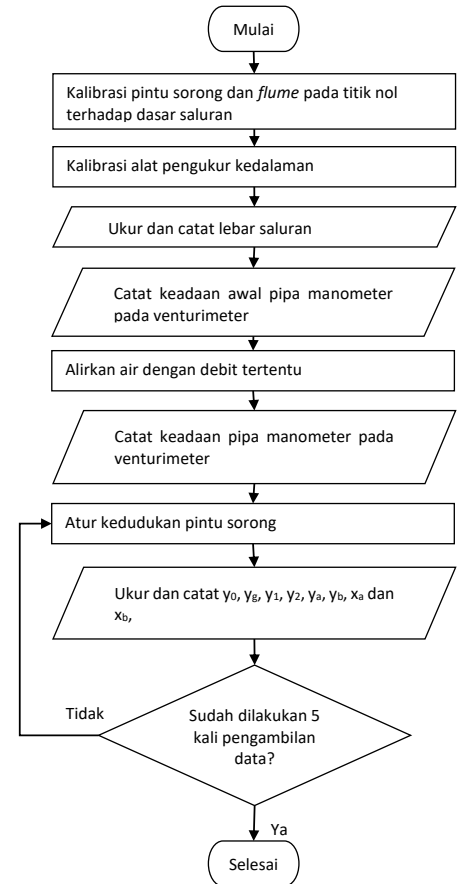 Mulai
Kalibrasi pintu sorong dan flume pada titik nol
terhadap dasar saluran
Kalibrasi alat pengukur kedalaman
Ukur dan catat lebar saluran
Catat keadaan awal pipa manometer
pada venturimeter
Alirkan air dengan debit tertentu
Catat keadaan pipa manometer pada
venturimeter
Atur kedudukan pintu sorong
Ukur dan catat y₀, y_g, y₁, y₂, yₐ, y_b, xₐ dan
x_b,
Tidak
Sudah dilakukan 5
kali pengambilan
data?
Ya
Selesai